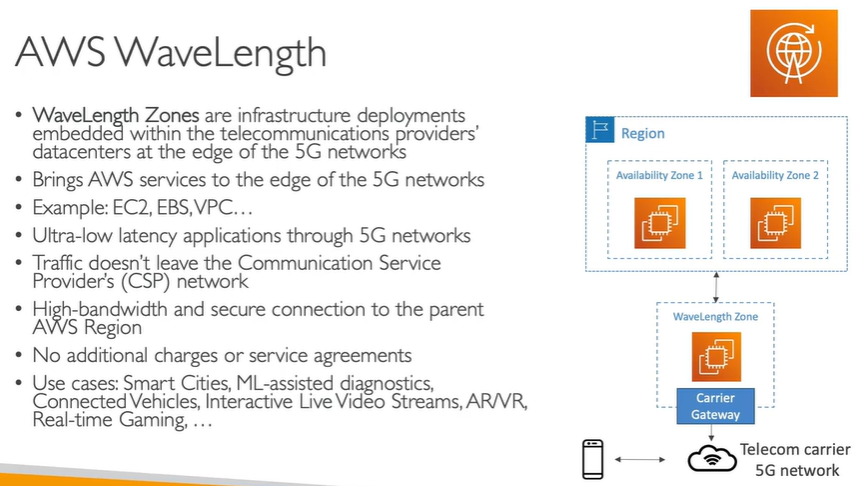 AWS WaveLength
• WaveLength Zones are infrastructure deployments
embedded within the telecommunications providers'
datacenters at the edge of the 5G networks
• Brings AWS services to the edge of the 5G networks
• Example: EC2, EBS, VPC…
• Ultra-low latency applications through 5G networks
• Traffic doesn't leave the Communication Service
Provider's (CSP) network
• High-bandwidth and secure connection to the parent
AWS Region
• No additional charges or service agreements
• Use cases: Smart Cities, ML-assisted diagnostics,
Connected Vehicles, Interactive Live Video Streams, AR/VR,
Real-time Gaming, …
Region
Availability Zone 1
Availability Zone 2
WaveLength Zone
Carrier
Gateway
Telecom carrier
5G network